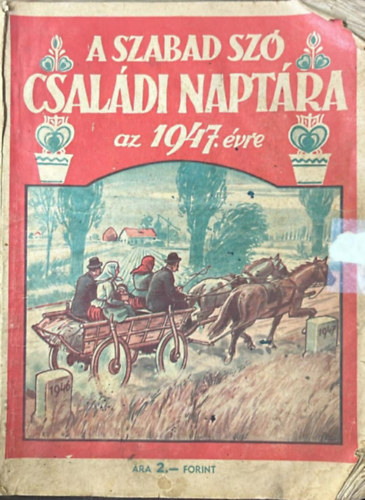 A SZABAD SZÓ
CSALÁDI NAPTÁRA
az 1947. évre
1947
1946
ÁRA 2.— FORINT